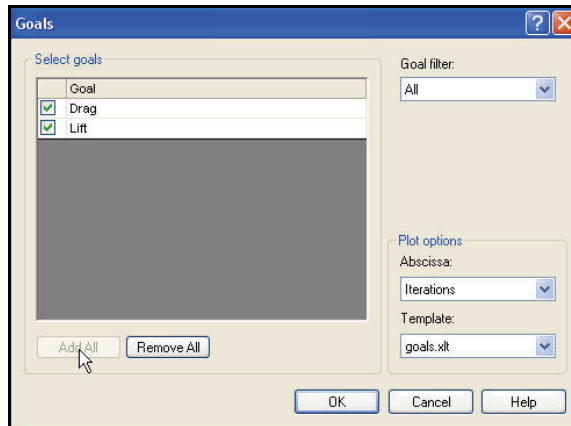 Goals
Select goals
Goal
Drag
Lift
Add All
Remove All
Goal filter:
All
Plot options
Abscissa:
Iterations
Template:
goals.xlt
OK
Cancel
Help